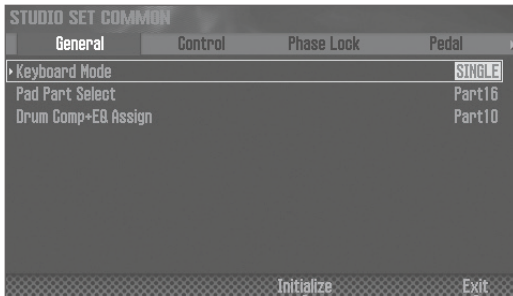 STUDIO SET COMMON
General Control Phase Lock Pedal
Keyboard Mode SINGLE
Pad Part Select Part16
Drum Comp+EQ Assign Part10
Initialize Exit